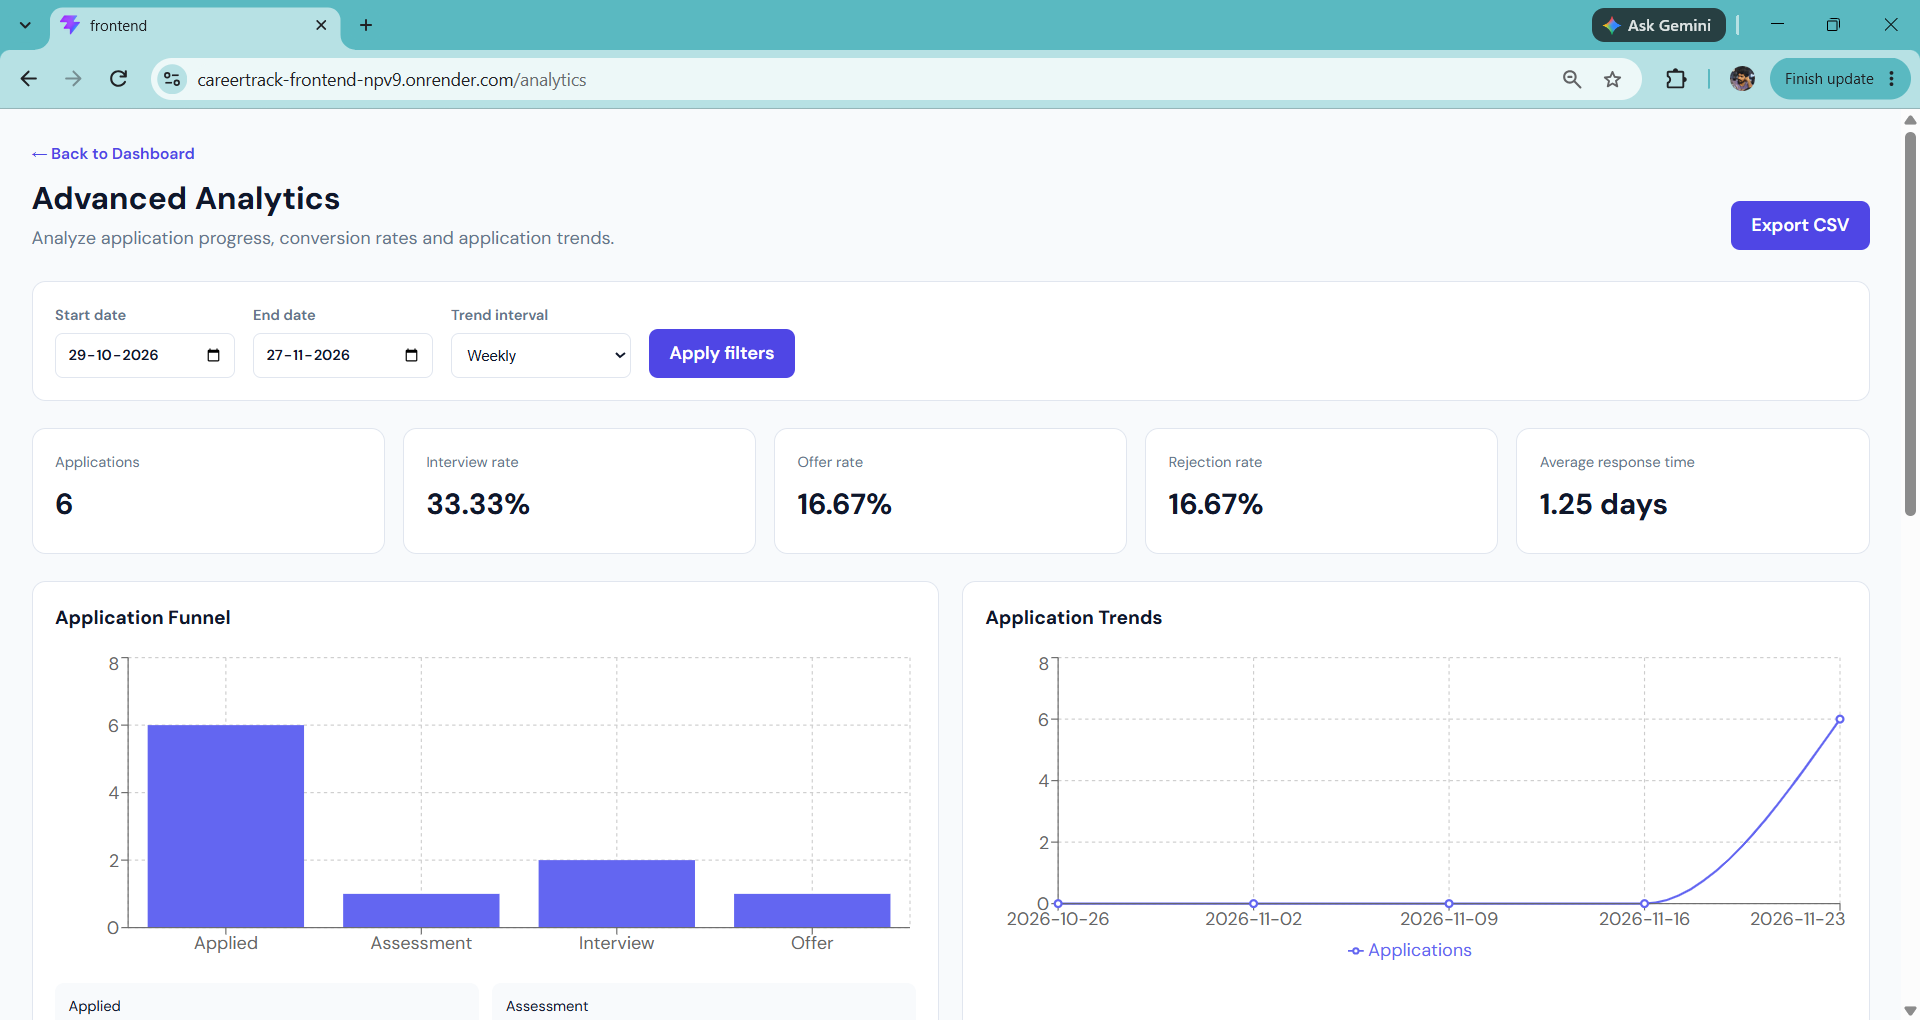 frontend
Ask Gemini
careertrack-frontend-npv9.onrender.com/analytics
Finish update
← Back to Dashboard
Advanced Analytics
Analyze application progress, conversion rates and application trends.
Export CSV
Start date
End date
Trend interval
29-10-2026
27-11-2026
Weekly
Apply filters
Applications
6
Interview rate
33.33%
Offer rate
16.67%
Rejection rate
16.67%
Average response time
1.25 days
Application Funnel
8
6
4
2
0
Applied
Assessment
Interview
Offer
Applied
Assessment
Application Trends
8
6
4
2
0
2026-10-26
2026-11-02
2026-11-09
2026-11-16
2026-11-23
Applications